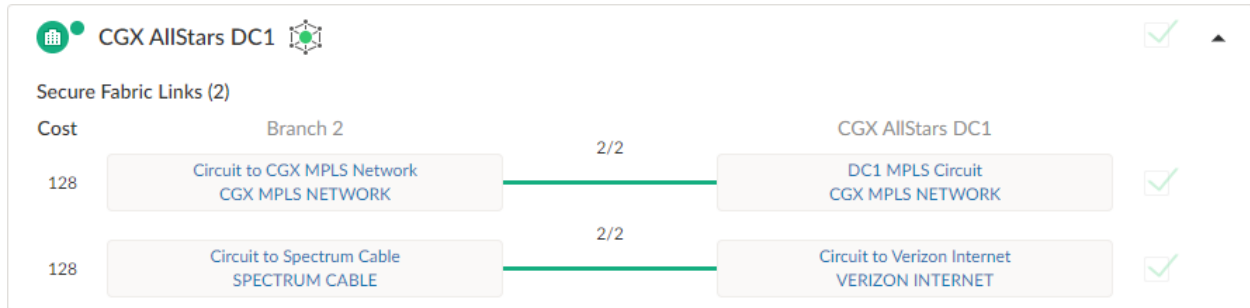 CGX AllStars DC1
Secure Fabric Links (2)
Cost Branch 2 CGX AllStars DC1
2/2
128 Circuit to CGX MPLS Network DC1 MPLS Circuit
CGX MPLS NETWORK CGX MPLS NETWORK
2/2
128 Circuit to Spectrum Cable Circuit to Verizon Internet
SPECTRUM CABLE VERIZON INTERNET